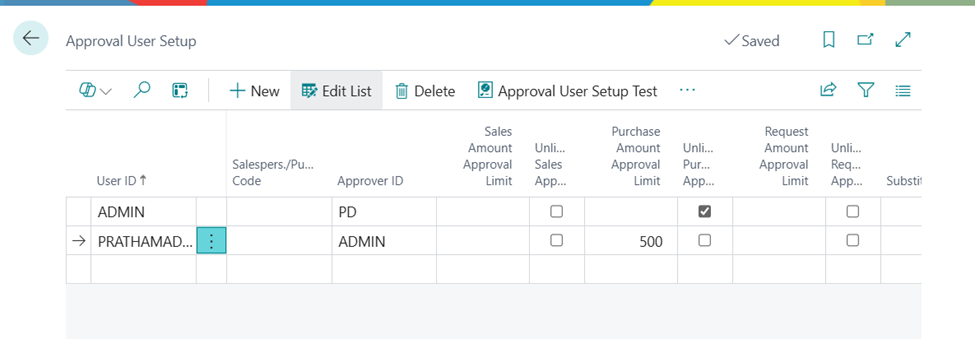 Approval User Setup
Saved
New Edit List Delete Approval User Setup Test ...
User ID ↑
Salespers./Pu...
Code
Approver ID
Sales
Amount
Approval
Limit
Unli...
Sales
App...
Purchase
Amount
Approval
Limit
Unli...
Pur...
App...
Request
Amount
Approval
Limit
Unli...
Req...
App...
Substit
ADMIN PD
PRATHAMAD... ADMIN 500